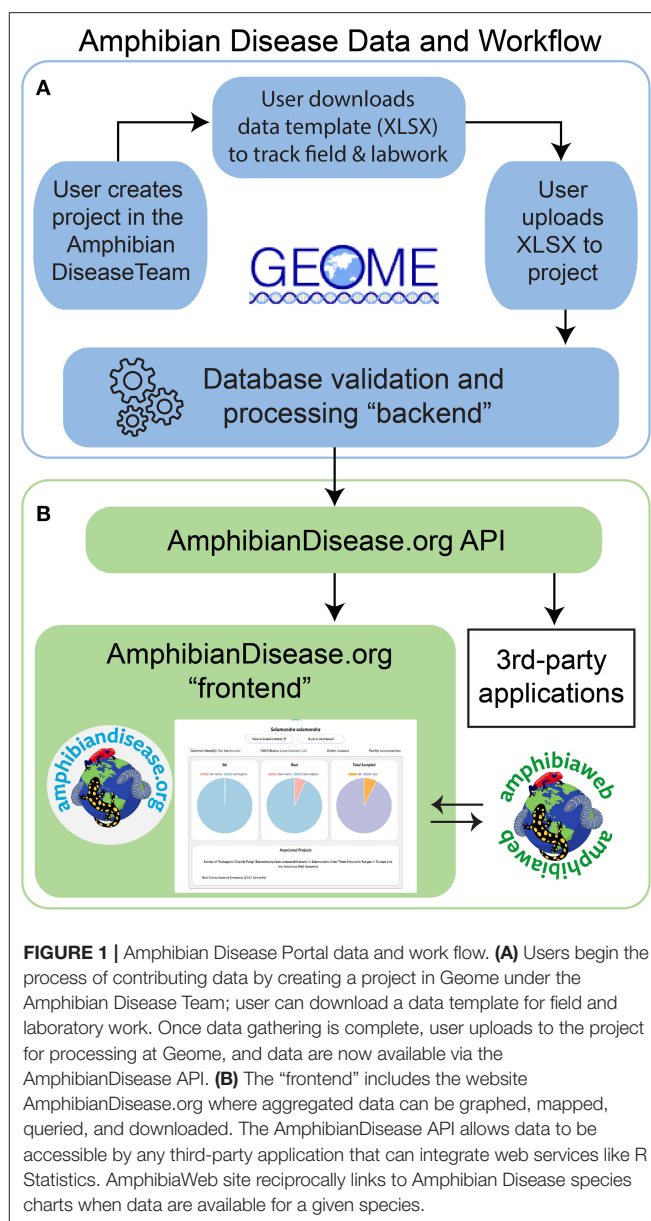 Amphibian Disease Data and Workflow
A
User downloads
data template (XLSX)
to track field & labwork
User creates
project in the
Amphibian
DiseaseTeam
User
uploads
XLSX to
project
GEOME
Database validation and
processing “backend”
B
AmphibianDisease.org API
AmphibianDisease.org
“frontend”
3rd-party
applications
amphibiandisease.org
Salamandra salamandra
Bd
Bsal
Total Sampled
Associated Projects
amphibiaweb
amphibiaweb
FIGURE 1 | Amphibian Disease Portal data and work flow. (A) Users begin the
process of contributing data by creating a project in Geome under the
Amphibian Disease Team; user can download a data template for field and
laboratory work. Once data gathering is complete, user uploads to the project
for processing at Geome, and data are now available via the
AmphibianDisease API. (B) The “frontend” includes the website
AmphibianDisease.org where aggregated data can be graphed, mapped,
queried, and downloaded. The AmphibianDisease API allows data to be
accessible by any third-party application that can integrate web services like R
Statistics. AmphibiaWeb site reciprocally links to Amphibian Disease species
charts when data are available for a given species.